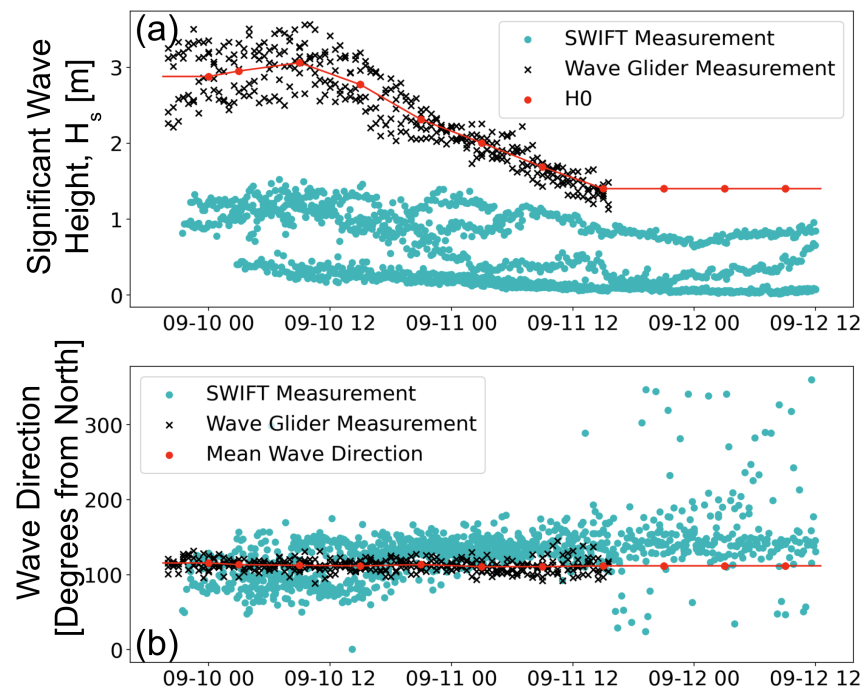 (a)
SWIFT Measurement
Wave Glider Measurement
H0
Significant Wave
Height, Hs [m]
3
2
1
0
09-10 00 09-10 12 09-11 00 09-11 12 09-12 00 09-12 12
SWIFT Measurement
Wave Glider Measurement
Mean Wave Direction
Wave Direction
[Degrees from North]
300
200
100
0
(b)
09-10 00 09-10 12 09-11 00 09-11 12 09-12 00 09-12 12